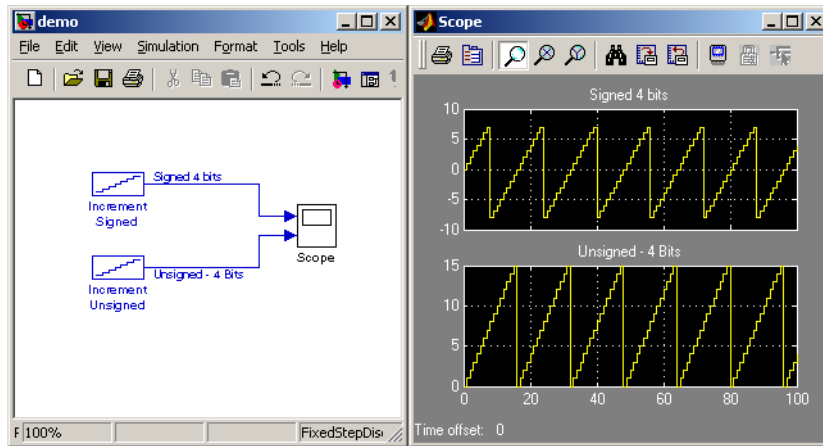 demo
File Edit View Simulation Format Tools Help
Signed 4 bits
Increment
Signed
Unsigned - 4 Bits
Increment
Unsigned
Scope
F 100%
FixedStepDis
Scope
Signed 4 bits
10
5
0
-5
-10
Unsigned - 4 Bits
15
10
5
0
0 20 40 60 80 100
Time offset: 0